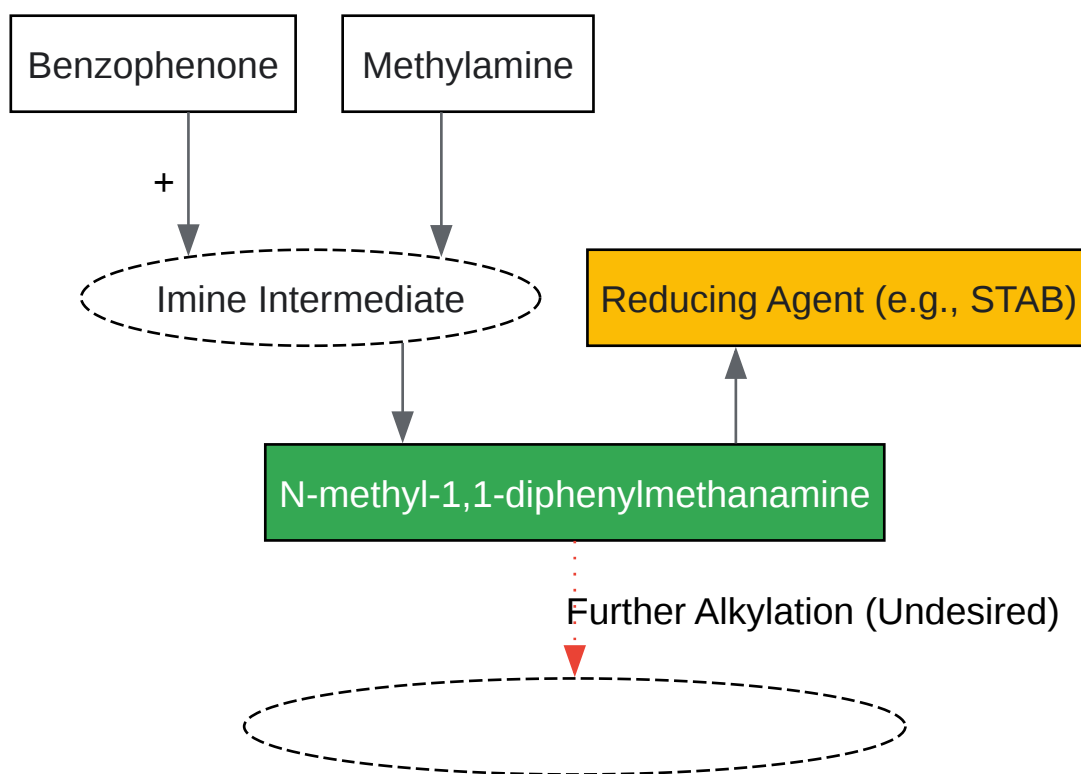 Benzophenone
Methylamine
+
Imine Intermediate
Reducing Agent (e.g., STAB)
N-methyl-1,1-diphenylmethanamine
Further Alkylation (Undesired)